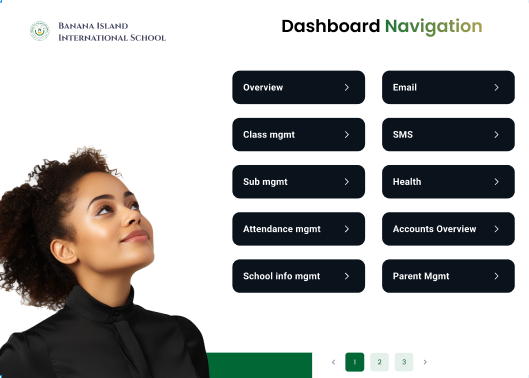 Banana Island
International School
Dashboard Navigation
Overview
Email
Class mgmt
SMS
Sub mgmt
Health
Attendance mgmt
Accounts Overview
School info mgmt
Parent Mgmt
1 2 3